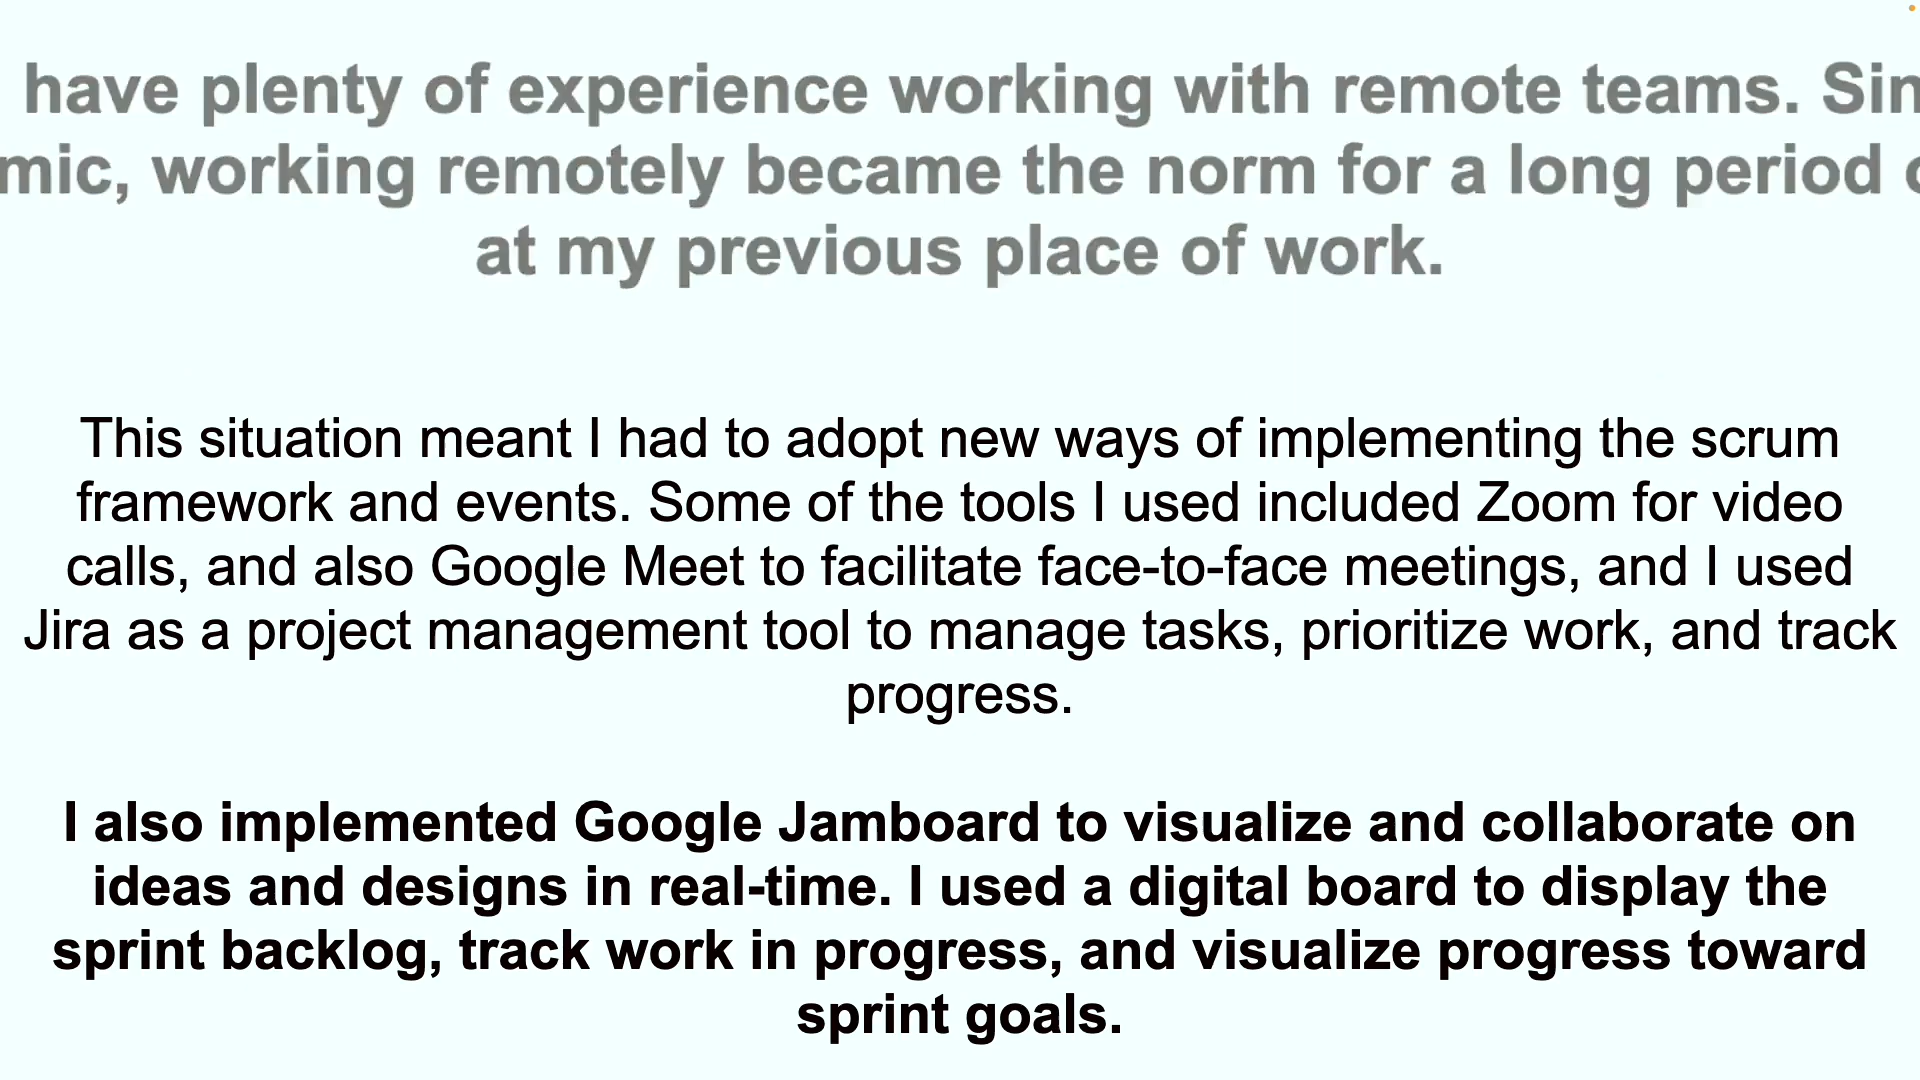 have plenty of experience working with remote teams. Sin
mic, working remotely became the norm for a long period
at my previous place of work.
This situation meant I had to adopt new ways of implementing the scrum
framework and events. Some of the tools I used included Zoom for video
calls, and also Google Meet to facilitate face-to-face meetings, and I used
Jira as a project management tool to manage tasks, prioritize work, and track
progress.
I also implemented Google Jamboard to visualize and collaborate on
ideas and designs in real-time. I used a digital board to display the
sprint backlog, track work in progress, and visualize progress toward
sprint goals.